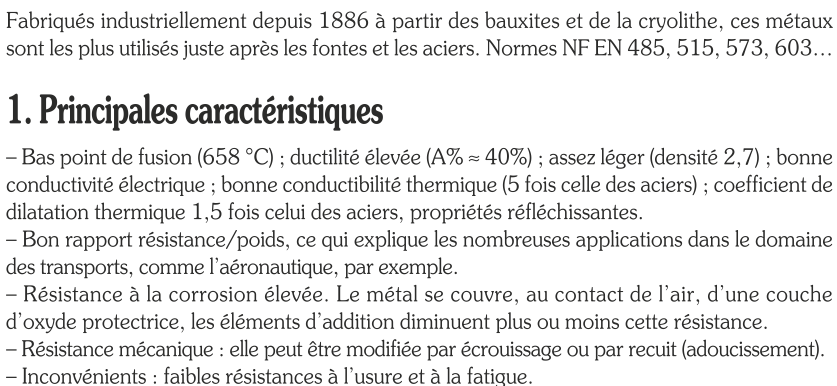 Fabriqués industriellement depuis 1886 à partir des bauxites et de la cryolithe, ces métaux
sont les plus utilisés juste après les fontes et les aciers. Normes NF EN 485, 515, 573, 603...
1. Principales caractéristiques
– Bas point de fusion (658 °C) ; ductilité élevée (A% ≈ 40%) ; assez léger (densité 2,7) ; bonne
conductivité électrique ; bonne conductibilité thermique (5 fois celle des aciers) ; coefficient de
dilatation thermique 1,5 fois celui des aciers, propriétés réfléchissantes.
– Bon rapport résistance/poids, ce qui explique les nombreuses applications dans le domaine
des transports, comme l'aéronautique, par exemple.
– Résistance à la corrosion élevée. Le métal se couvre, au contact de l'air, d'une couche
d'oxyde protectrice, les éléments d'addition diminuent plus ou moins cette résistance.
– Résistance mécanique : elle peut être modifiée par écrouissage ou par recuit (adoucissement).
– Inconvénients : faibles résistances à l'usure et à la fatigue.